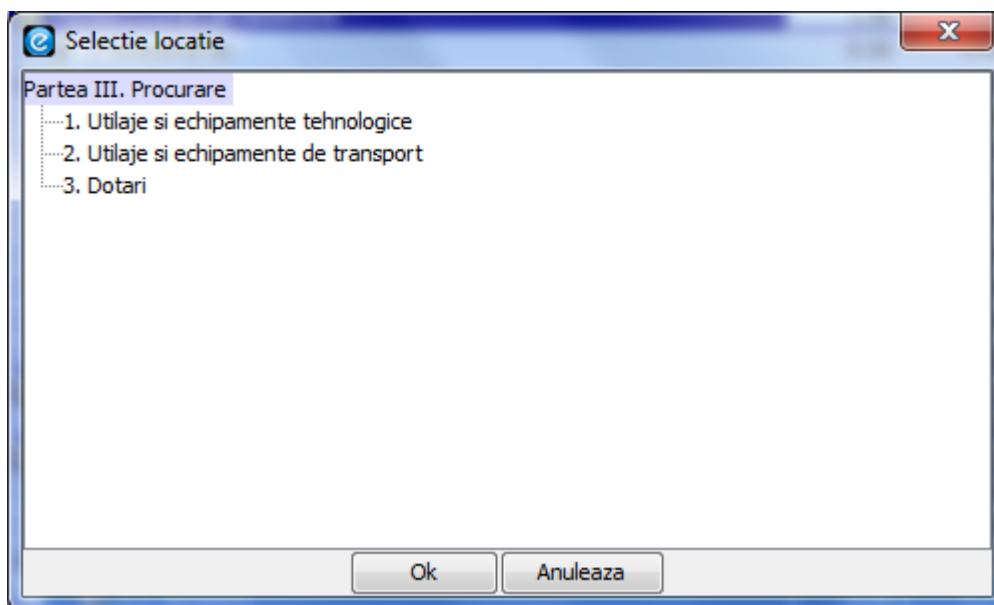 Selectie locatie
Partea III. Procurare
1. Utilaje si echipamente tehnologice
2. Utilaje si echipamente de transport
3. Dotari
Ok Anuleaza